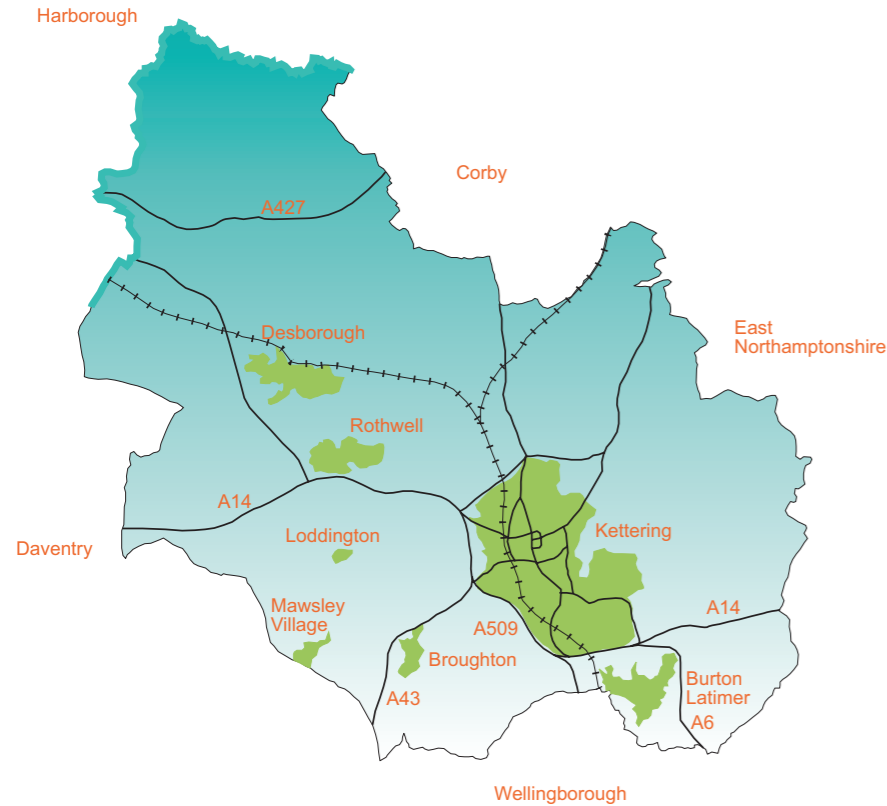 Harborough
Corby
A427
East
Northamptonshire
Desborough
Rothwell
A14
Kettering
Daventry
Loddington
Mawsley
Village
A14
A509
Broughton
Burton
Latimer
A43
A6
Wellingborough